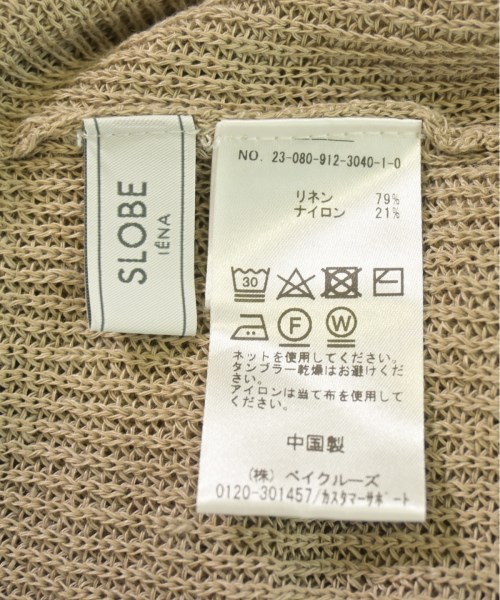 SLOBE
IÉNA
NO. 23-080-912-3040-1-0
リネン 79%
ナイロン 21%
30
F W
ネットを使用してください。
タンブラー乾燥はお避けくださ
い。
アイロンは当て布を使用して
ください。
中国製
(株) ベイクルーズ
0120-301457/カスタマーサポート